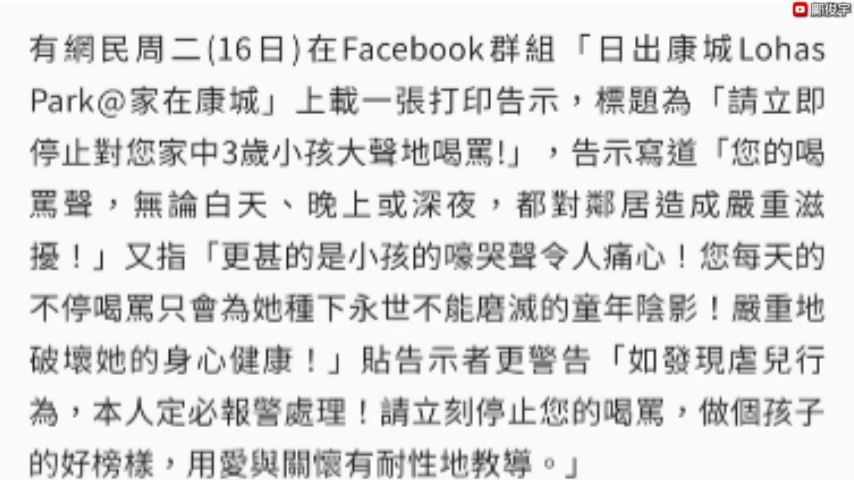 鄺俊宇
有網民周二(16日)在Facebook群組「日出康城Lohas
Park@家在康城」上載一張打印告示，標題為「請立即
停止對您家中3歲小孩大聲地喝罵!」，告示寫道「您的喝
罵聲，無論白天、晚上或深夜，都對鄰居造成嚴重滋
擾！」又指「更甚的是小孩的嚎哭聲令人痛心！您每天的
不停喝罵只會為她種下永世不能磨滅的童年陰影！嚴重地
破壞她的身心健康！」貼告示者更警告「如發現虐兒行
為，本人定必報警處理！請立刻停止您的喝罵，做個孩子
的好榜樣，用愛與關懷有耐性地教導。」